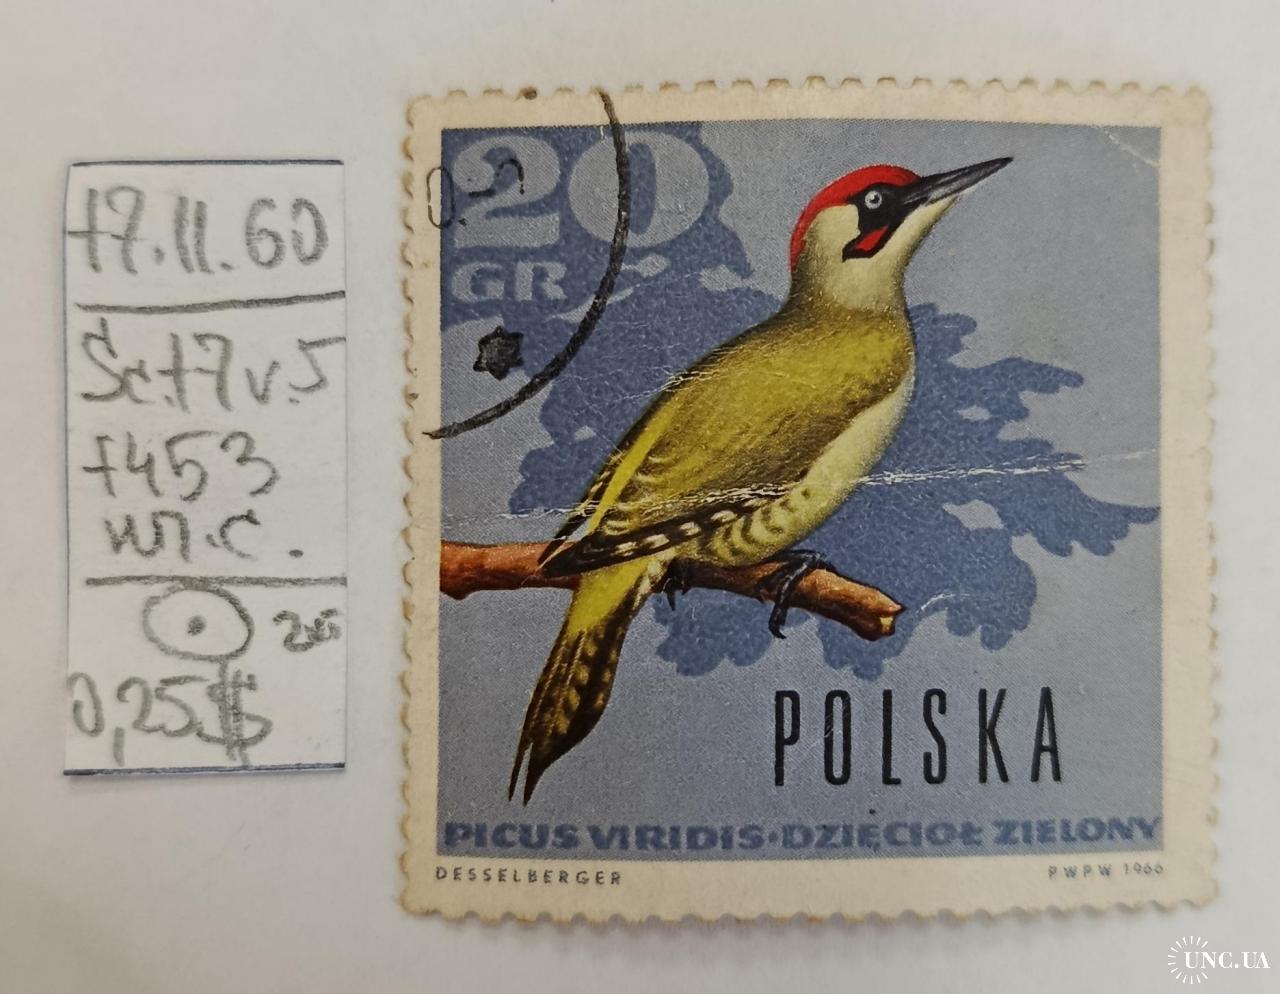 17.11.60
Sc.17v.5
1453
0,25$
20
GR
POLSKA
PICUS VIRIDIS·DZIĘCIOŁ ZIELONY
DESSELBERGER
PWPW 1966
UNC.UA